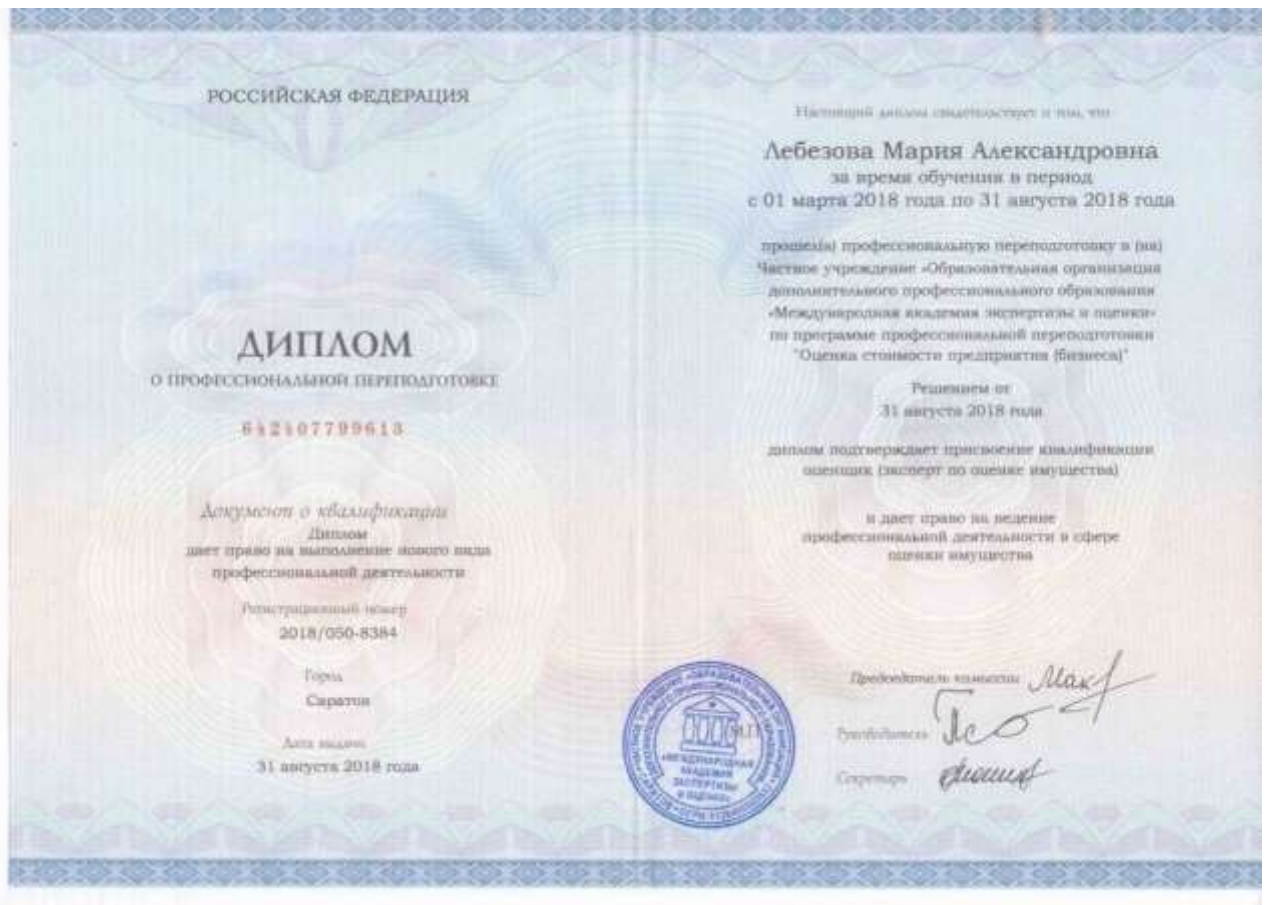 РОССИЙСКАЯ ФЕДЕРАЦИЯ
ДИПЛОМ
О ПРОФЕССИОНАЛЬНОЙ ПЕРЕПОДГОТОВКЕ
642407799613
Документ о квалификации
Диплом
дает право на выполнение нового вида
профессиональной деятельности
Регистрационный номер
2018/050-8384
Город
Саратов
Дата выдачи
31 августа 2018 года
Настоящий диплом свидетельствует о том, что
Лебезова Мария Александровна
за время обучения в период
с 01 марта 2018 года по 31 августа 2018 года
прошел(а) профессиональную переподготовку в (на)
Частное учреждение «Образовательная организация
дополнительного профессионального образования
«Международная академия экспертизы и оценки»
по программе профессиональной переподготовки
"Оценка стоимости предприятия (бизнеса)"
Решением от
31 августа 2018 года
диплом подтверждает присвоение квалификации
оценщик (эксперт по оценке имущества)
и дает право на ведение
профессиональной деятельности в сфере
оценки имущества
Председатель комиссии
Руководитель
Секретарь
М.П.
«МЕЖДУНАРОДНАЯ
АКАДЕМИЯ
ЭКСПЕРТИЗЫ
И ОЦЕНКИ»